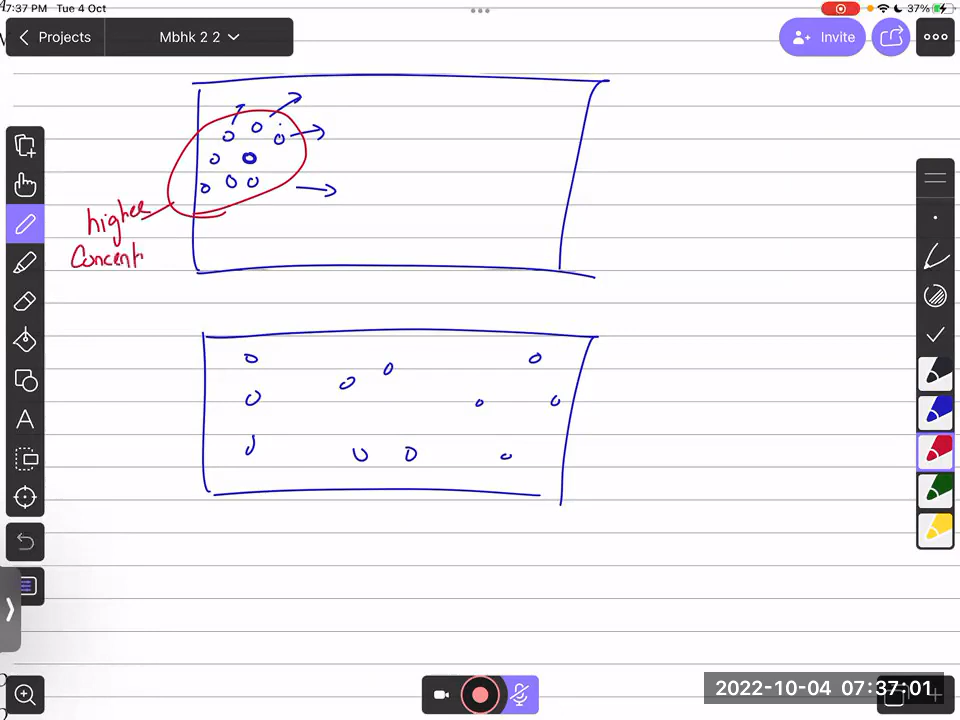 7:37 PM Tue 4 Oct
37%
Projects
Mbhk 2 2
Invite
higher
Concent
A
2022-10-04 07:37:01